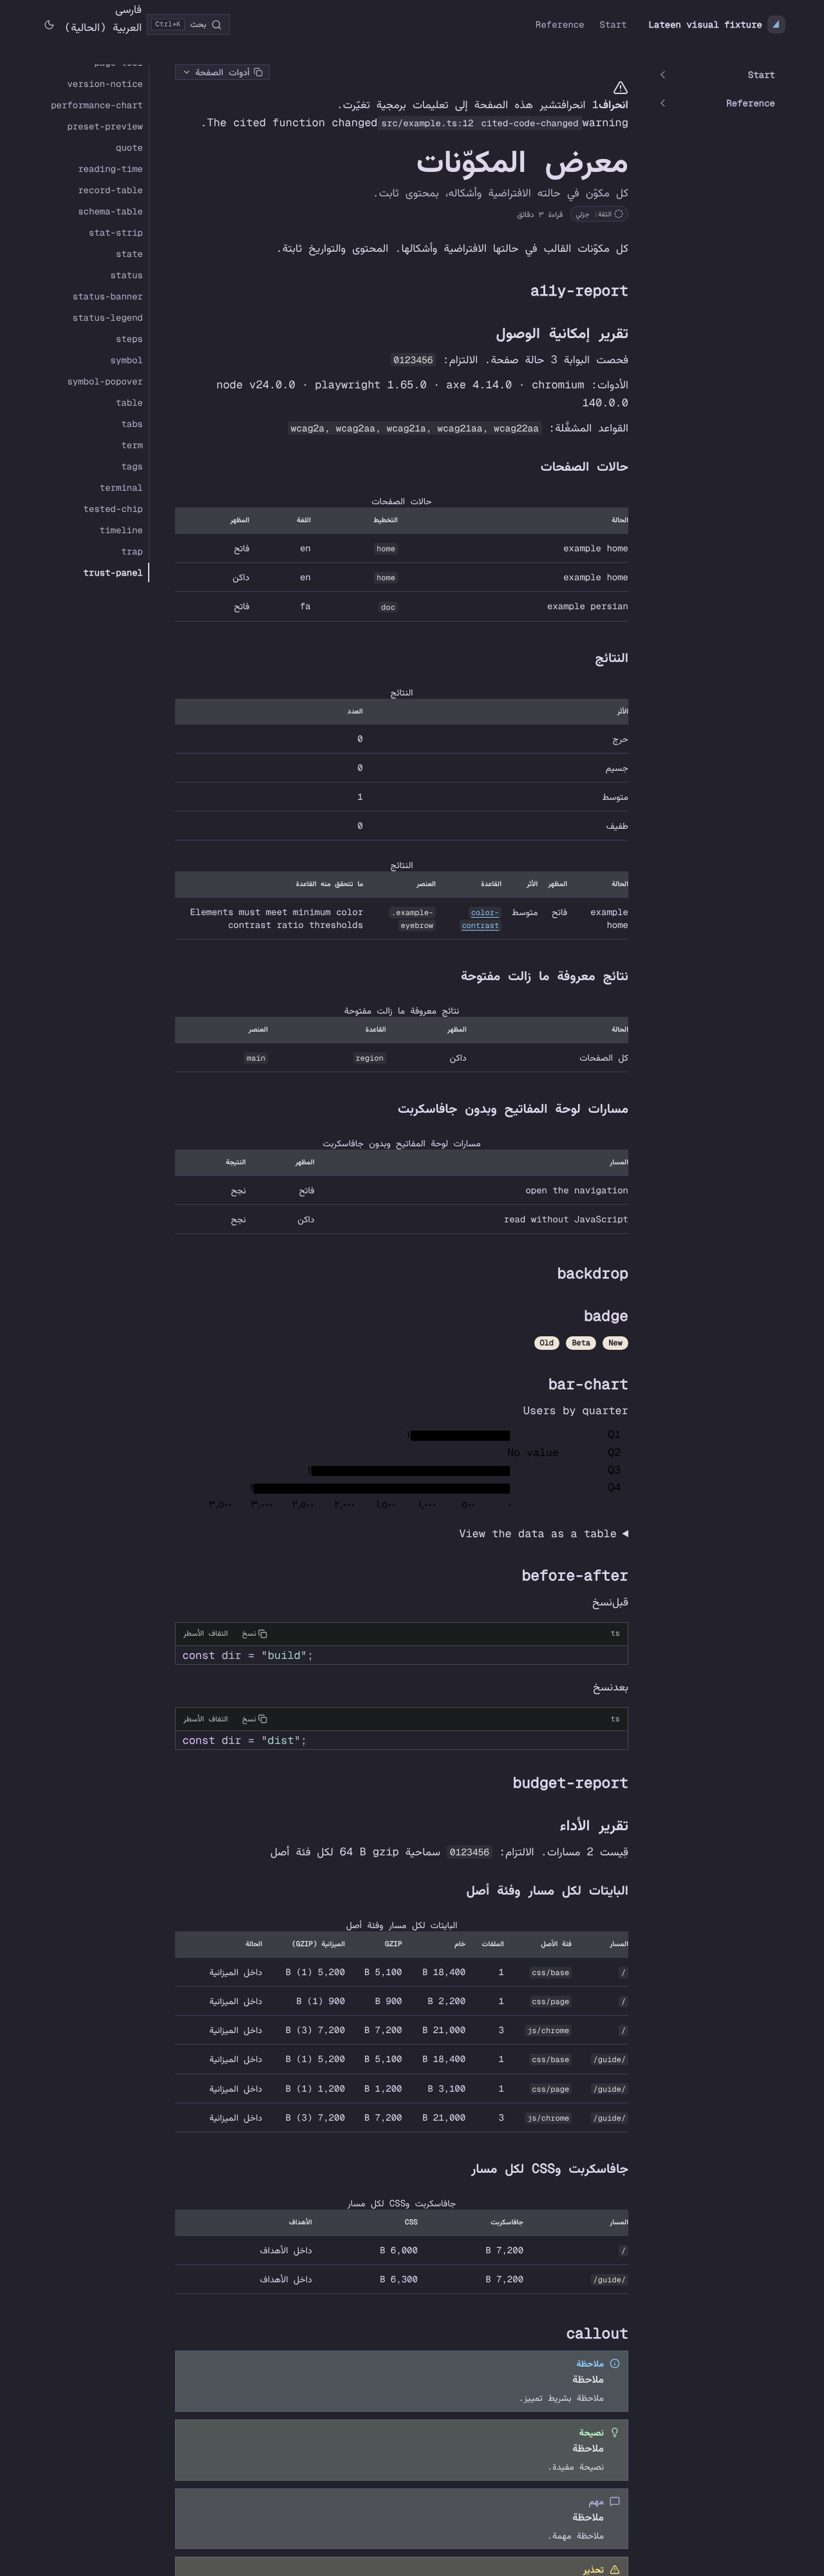 Lateen visual fixture
Start
Reference
بحث
Ctrl+K
فارسی
العربية (الحالية)
Start
Reference
أدوات الصفحة
version-notice
performance-chart
preset-preview
quote
reading-time
record-table
schema-table
stat-strip
state
status
status-banner
status-legend
steps
symbol
symbol-popover
table
tabs
term
tags
terminal
tested-chip
timeline
trap
trust-panel
انحراف1 انحرافتشير هذه الصفحة إلى تعليمات برمجية تغيّرت.
warning cited-code-changed src/example.ts:12 The cited function changed.
معرض المكوّنات
كل مكوّن في حالته الافتراضية وأشكاله، بمحتوى ثابت.
الثقة: جزئي
قراءة ٣ دقائق
كل مكوّنات القالب في حالتها الافتراضية وأشكالها. المحتوى والتواريخ ثابتة.
a11y-report
تقرير إمكانية الوصول
فحصت البوابة 3 حالة صفحة. الالتزام: 0123456
الأدوات: node v24.0.0 · playwright 1.65.0 · axe 4.14.0 · chromium
140.0.0
القواعد المشغَّلة: wcag2a, wcag2aa, wcag21a, wcag21aa, wcag22aa
حالات الصفحات
حالات الصفحات
الحالة التخطيط اللغة المظهر
example home home en فاتح
example home home en داكن
example persian doc fa فاتح
النتائج
النتائج
الأثر العدد
حرج 0
جسيم 0
متوسط 1
طفيف 0
النتائج
الحالة المظهر الأثر القاعدة العنصر ما تتحقق منه القاعدة
example home فاتح متوسط color-contrast .example-eyebrow Elements must meet minimum color contrast ratio thresholds
نتائج معروفة ما زالت مفتوحة
نتائج معروفة ما زالت مفتوحة
الحالة المظهر القاعدة العنصر
كل الصفحات داكن region main
مسارات لوحة المفاتيح وبدون جافاسكربت
مسارات لوحة المفاتيح وبدون جافاسكربت
المسار المظهر النتيجة
open the navigation فاتح نجح
read without JavaScript داكن نجح
backdrop
badge
New Beta Old
bar-chart
Users by quarter
Q1
Q2 No value
Q3
Q4
٠ ٥٠٠ ١,٠٠٠ ١,٥٠٠ ٢,٠٠٠ ٢,٥٠٠ ٣,٠٠٠ ٣,٥٠٠
View the data as a table
before-after
قبلنسخ
ts نسخ التفاف الأسطر
const dir = "build";
بعدنسخ
ts نسخ التفاف الأسطر
const dir = "dist";
budget-report
تقرير الأداء
قِيست 2 مسارات. الالتزام: 0123456 سماحية 64 B gzip لكل فئة أصل
البايتات لكل مسار وفئة أصل
البايتات لكل مسار وفئة أصل
المسار فئة الأصل الملفات خام GZIP الميزانية (GZIP) الحالة
/ css/base 1 18,400 B 5,100 B 5,200 B (1) داخل الميزانية
/ css/page 1 2,200 B 900 B 900 B (1) داخل الميزانية
/ js/chrome 3 21,000 B 7,200 B 7,200 B (3) داخل الميزانية
/guide/ css/base 1 18,400 B 5,100 B 5,200 B (1) داخل الميزانية
/guide/ css/page 1 3,100 B 1,200 B 1,200 B (1) داخل الميزانية
/guide/ js/chrome 3 21,000 B 7,200 B 7,200 B (3) داخل الميزانية
جافاسكربت وCSS لكل مسار
جافاسكربت وCSS لكل مسار
المسار جافاسكربت CSS الأهداف
/ 7,200 B 6,000 B داخل الأهداف
/guide/ 7,200 B 6,300 B داخل الأهداف
callout
ملاحظة
ملاحظة
ملاحظة بشريط تمييز.
نصيحة
ملاحظة
نصيحة مفيدة.
مهم
ملاحظة
ملاحظة مهمة.
تحذير